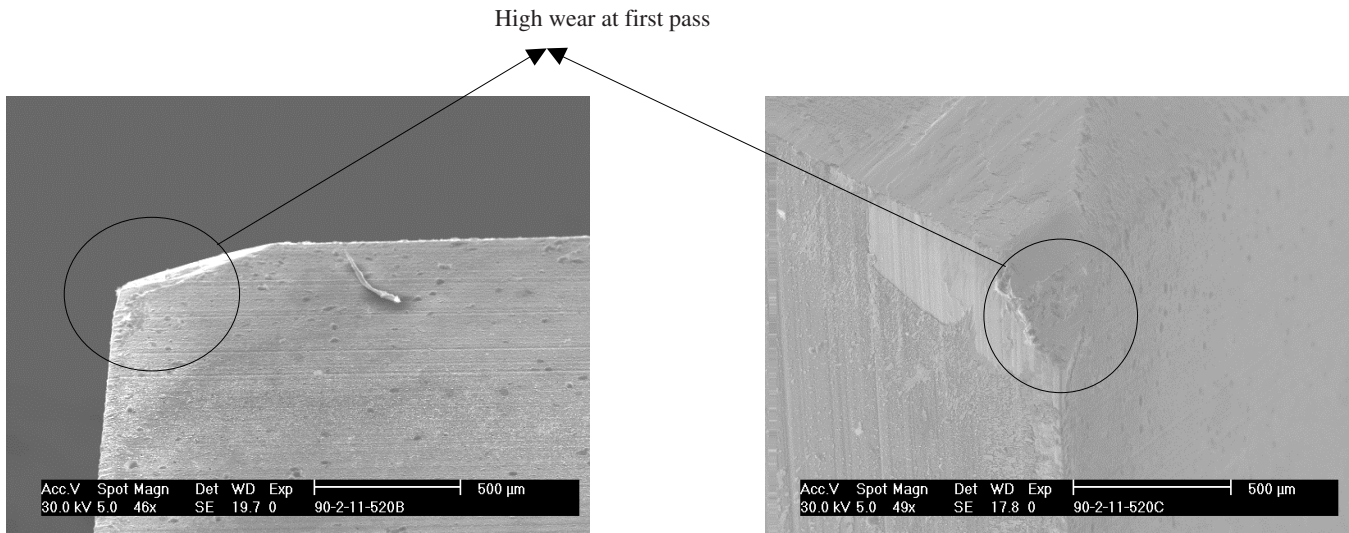 High wear at first pass
Acc.V Spot Magn Det WD Exp 500 µm
30.0 kV 5.0 46x SE 19.7 0 90-2-11-520B
Acc.V Spot Magn Det WD Exp 500 µm
30.0 kV 5.0 49x SE 17.8 0 90-2-11-520C